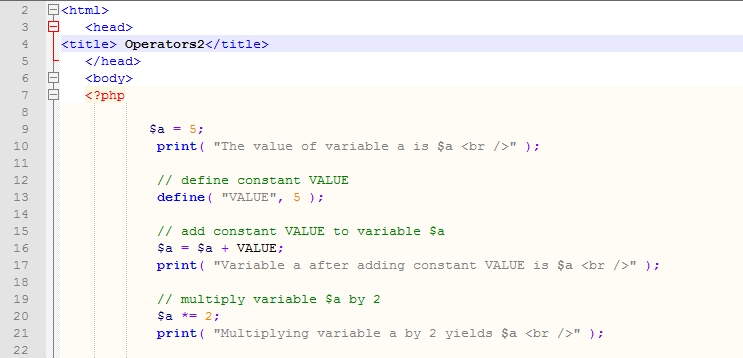 2 <html>
3 <head>
4 <title> Operators2</title>
5 </head>
6 <body>
7 <?php
8
9 $a = 5;
10 print( "The value of variable a is $a <br />" );
11
12 // define constant VALUE
13 define( "VALUE", 5 );
14
15 // add constant VALUE to variable $a
16 $a = $a + VALUE;
17 print( "Variable a after adding constant VALUE is $a <br />" );
18
19 // multiply variable $a by 2
20 $a *= 2;
21 print( "Multiplying variable a by 2 yields $a <br />" );
22